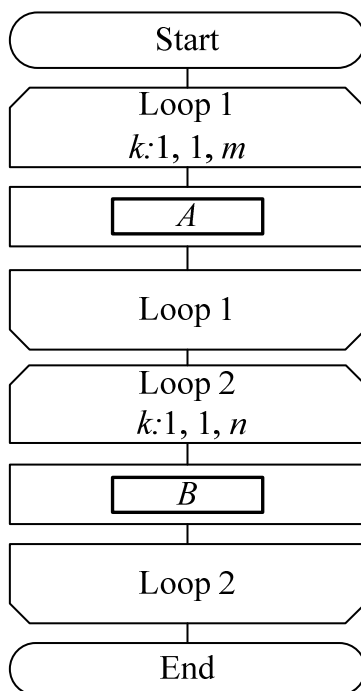 Start
Loop 1
k:1, 1, m
A
Loop 1
Loop 2
k:1, 1, n
B
Loop 2
End